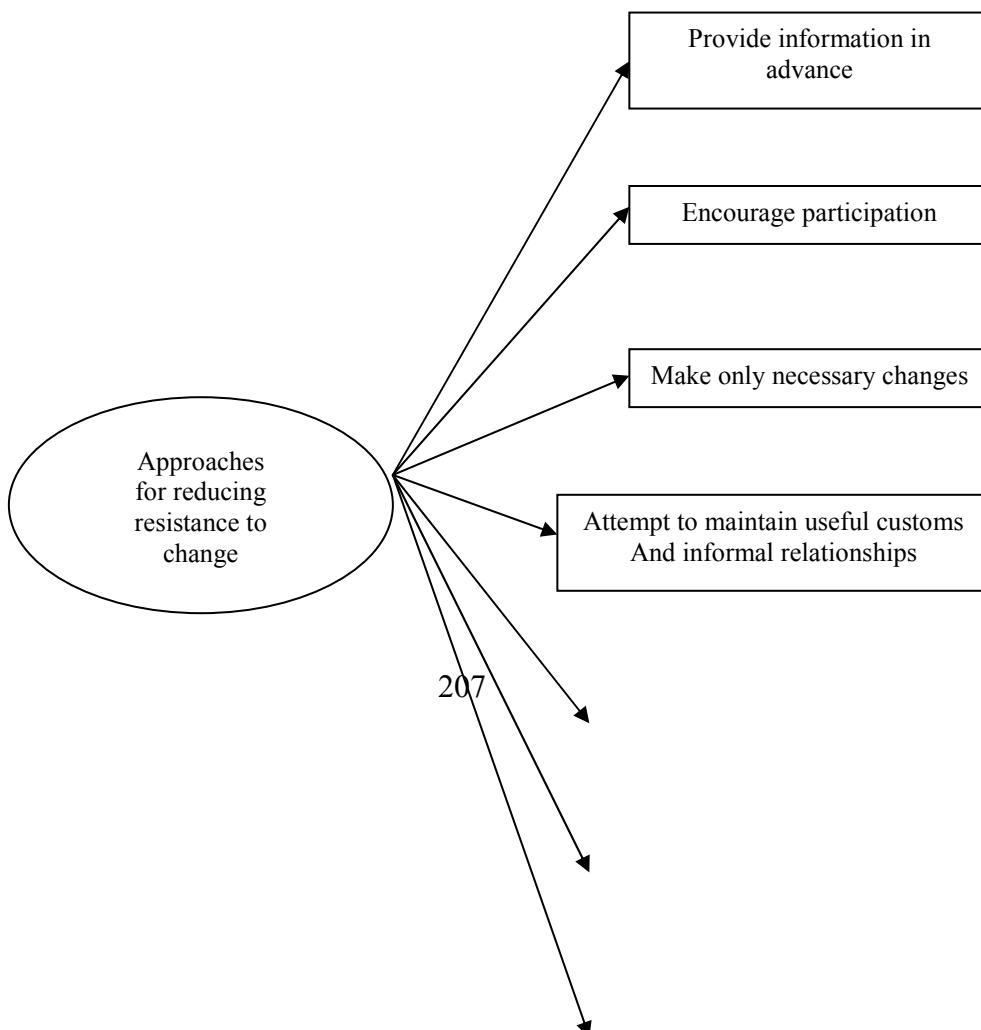 Provide information in
advance
Encourage participation
Make only necessary changes
Approaches
for reducing
resistance to
change
Attempt to maintain useful customs
And informal relationships
207